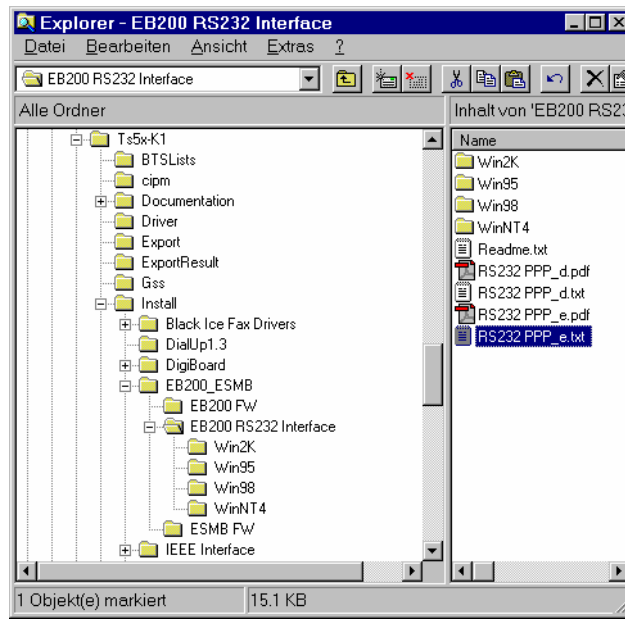 Explorer - EB200 RS232 Interface
Datei Bearbeiten Ansicht Extras ?
EB200 RS232 Interface
Alle Ordner
Inhalt von 'EB200 RS23
Ts5x-K1
BTSLists
cipm
Documentation
Driver
Export
ExportResult
Gss
Install
Black Ice Fax Drivers
DialUp1.3
DigiBoard
EB200_ESMB
EB200 FW
EB200 RS232 Interface
Win2K
Win95
Win98
WinNT4
ESMB FW
IEEE Interface
Name
Win2K
Win95
Win98
WinNT4
Readme.txt
RS232 PPP_d.pdf
RS232 PPP_d.txt
RS232 PPP_e.pdf
RS232 PPP_e.txt
1 Objekt(e) markiert
15.1 KB